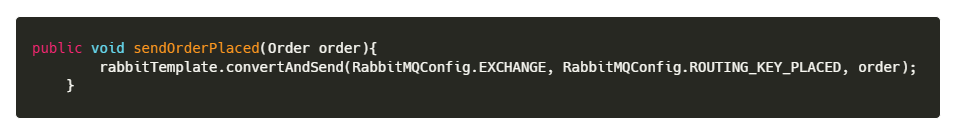 public void sendOrderPlaced(Order order){
rabbitTemplate.convertAndSend(RabbitMQConfig.EXCHANGE, RabbitMQConfig.ROUTING_KEY_PLACED, order);
}